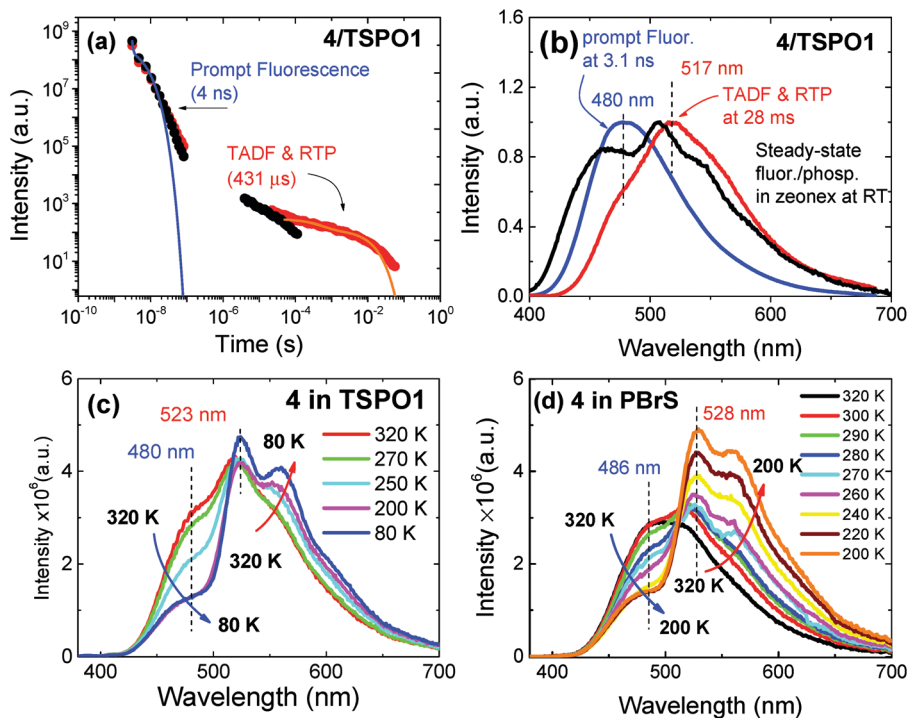 (a)
4/TSPO1
Prompt Fluorescence
(4 ns)
TADF & RTP
(431 μs)
Intensity (a.u.)
10^9
10^7
10^5
10^3
10^1
10^-10
10^-8
10^-6
10^-4
10^-2
10^0
Time (s)
(b)
prompt Fluor.
at 3.1 ns
4/TSPO1
517 nm
480 nm
TADF & RTP
at 28 ms
Steady-state
fluor./phosp.
in zeonex at RT
Intensity (a.u.)
1.0
1.2
0.9
0.6
0.3
0.0
400
500
600
700
Wavelength (nm)
(c)
4 in TSPO1
523 nm
480 nm
80 K
320 K
320 K
80 K
320 K
270 K
250 K
200 K
80 K
Intensity ×10^6(a.u.)
6
4
2
0
400
500
600
700
Wavelength (nm)
(d)
4 in PBrS
528 nm
486 nm
200 K
320 K
320 K
200 K
320 K
300 K
290 K
280 K
270 K
260 K
240 K
220 K
200 K
Intensity ×10^6(a.u.)
6
4
2
0
400
500
600
700
Wavelength (nm)